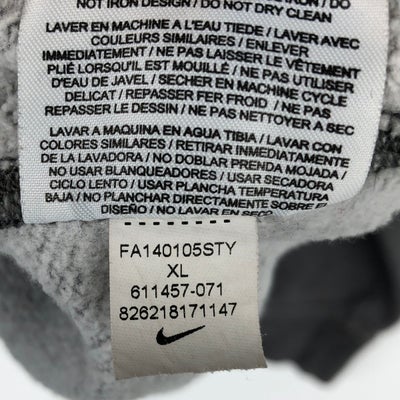 NOT IRON DESIGN / DO NOT DRY CLEAN
LAVER EN MACHINE A L'EAU TIEDE / LAVER AVEC
COULEURS SIMILAIRES / ENLEVER
IMMEDIATEMENT / NE PAS LAISSER LE VÊTEMENT
PLIÉ LORSQU'IL EST MOUILLÉ / NE PAS UTILISER
D'EAU DE JAVEL / SECHER EN MACHINE CYCLE
DELICAT / REPASSER FER FROID / NE PAS
REPASSER LE DESSIN / NE PAS NETTOYER A SEC
LAVAR A MAQUINA EN AGUA TIBIA / LAVAR CON
COLORES SIMILARES / RETIRAR INMEDIATAMENTE
DE LA LAVADORA / NO DOBLAR PRENDA MOJADA /
NO USAR BLANQUEADORES / USAR SECADORA
CICLO LENTO / USAR PLANCHA TEMPERATURA
BAJA / NO PLANCHAR DIRECTAMENTE SOBRE EL
DISEÑO / NO LAVAR EN SECO
FA140105STY
XL
611457-071
826218171147